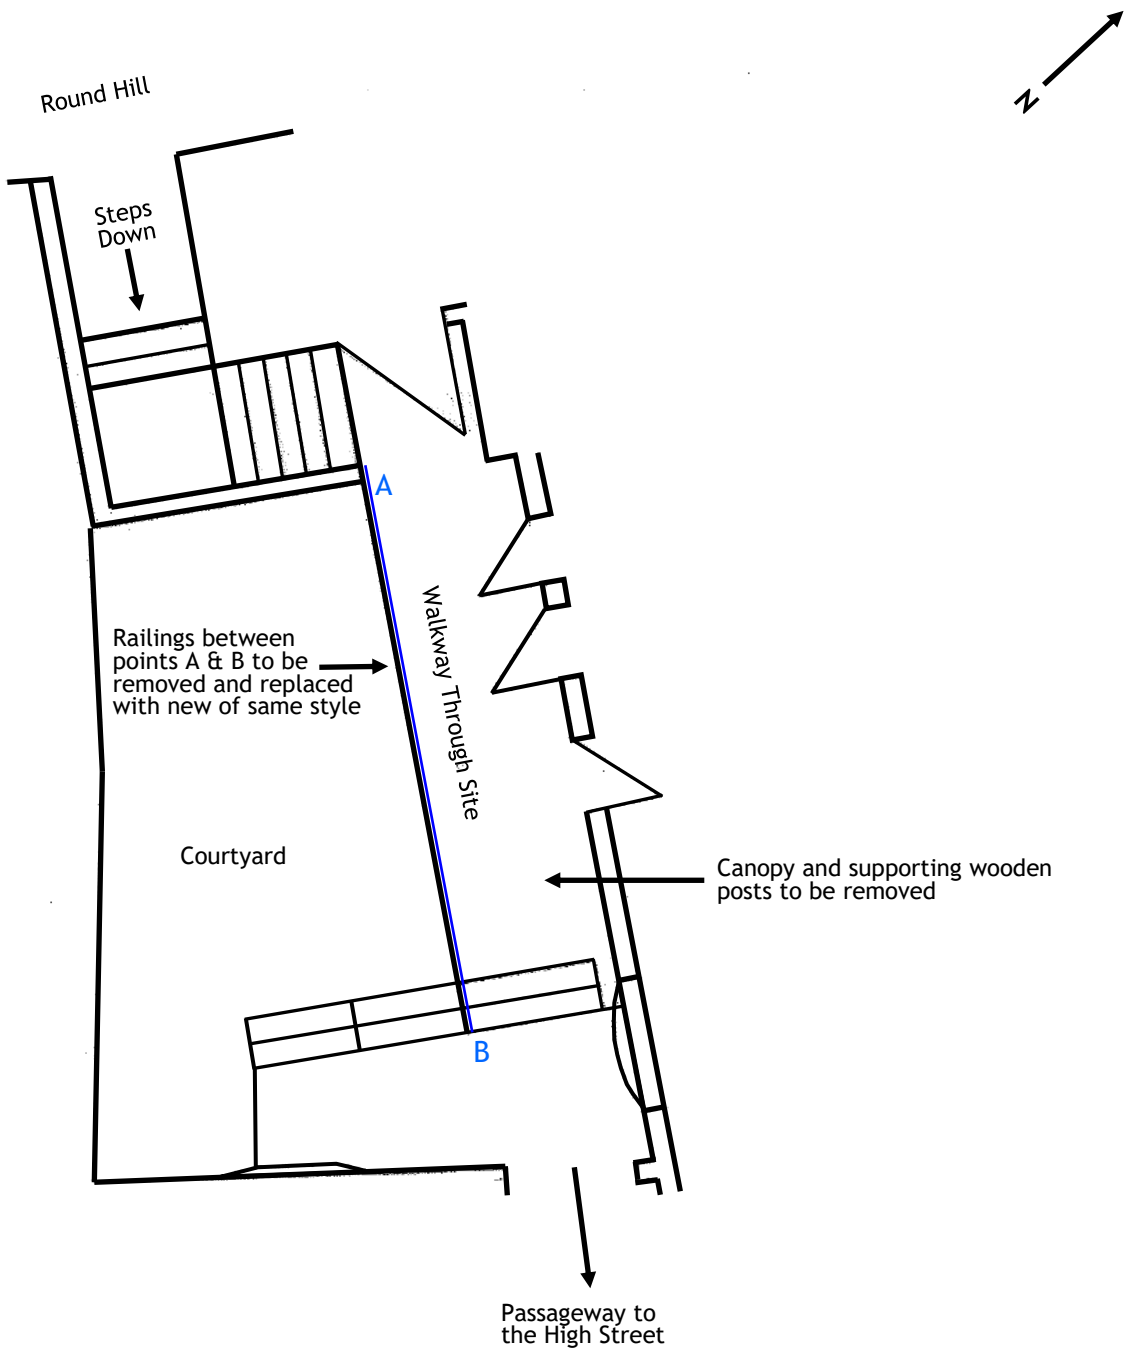 Round Hill
N
Steps
Down
A
Railings between
points A & B to be
removed and replaced
with new of same style
Walkway Through Site
Courtyard
Canopy and supporting wooden
posts to be removed
B
Passageway to
the High Street